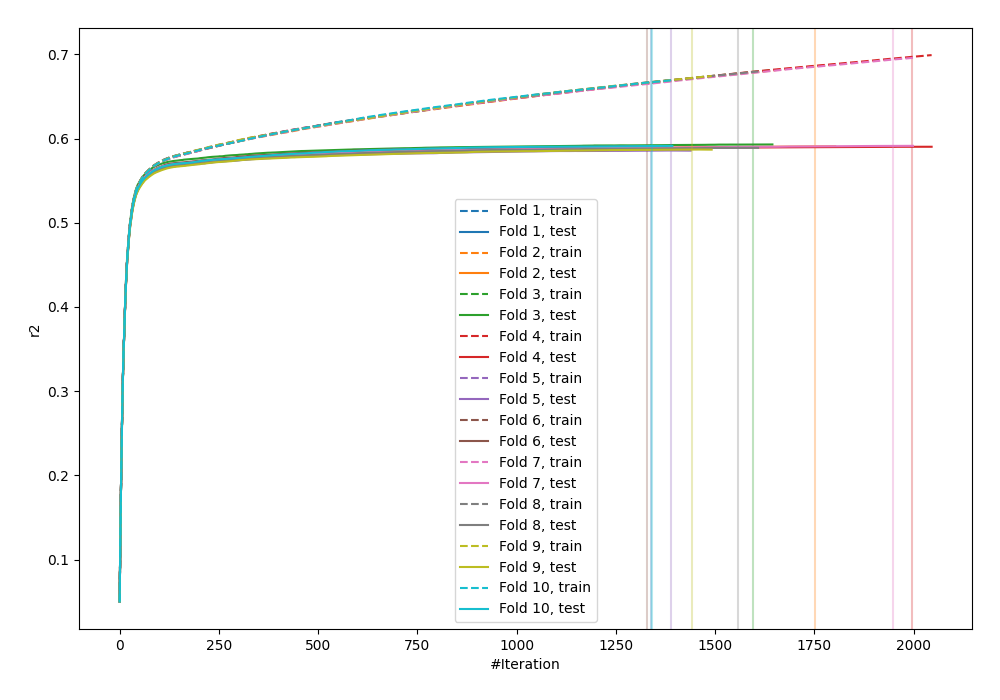 0.7
0.6
0.5
0.4
0.3
0.2
0.1
r2
Fold 1, train
Fold 1, test
Fold 2, train
Fold 2, test
Fold 3, train
Fold 3, test
Fold 4, train
Fold 4, test
Fold 5, train
Fold 5, test
Fold 6, train
Fold 6, test
Fold 7, train
Fold 7, test
Fold 8, train
Fold 8, test
Fold 9, train
Fold 9, test
Fold 10, train
Fold 10, test
0 250 500 750 1000 1250 1500 1750 2000
#Iteration